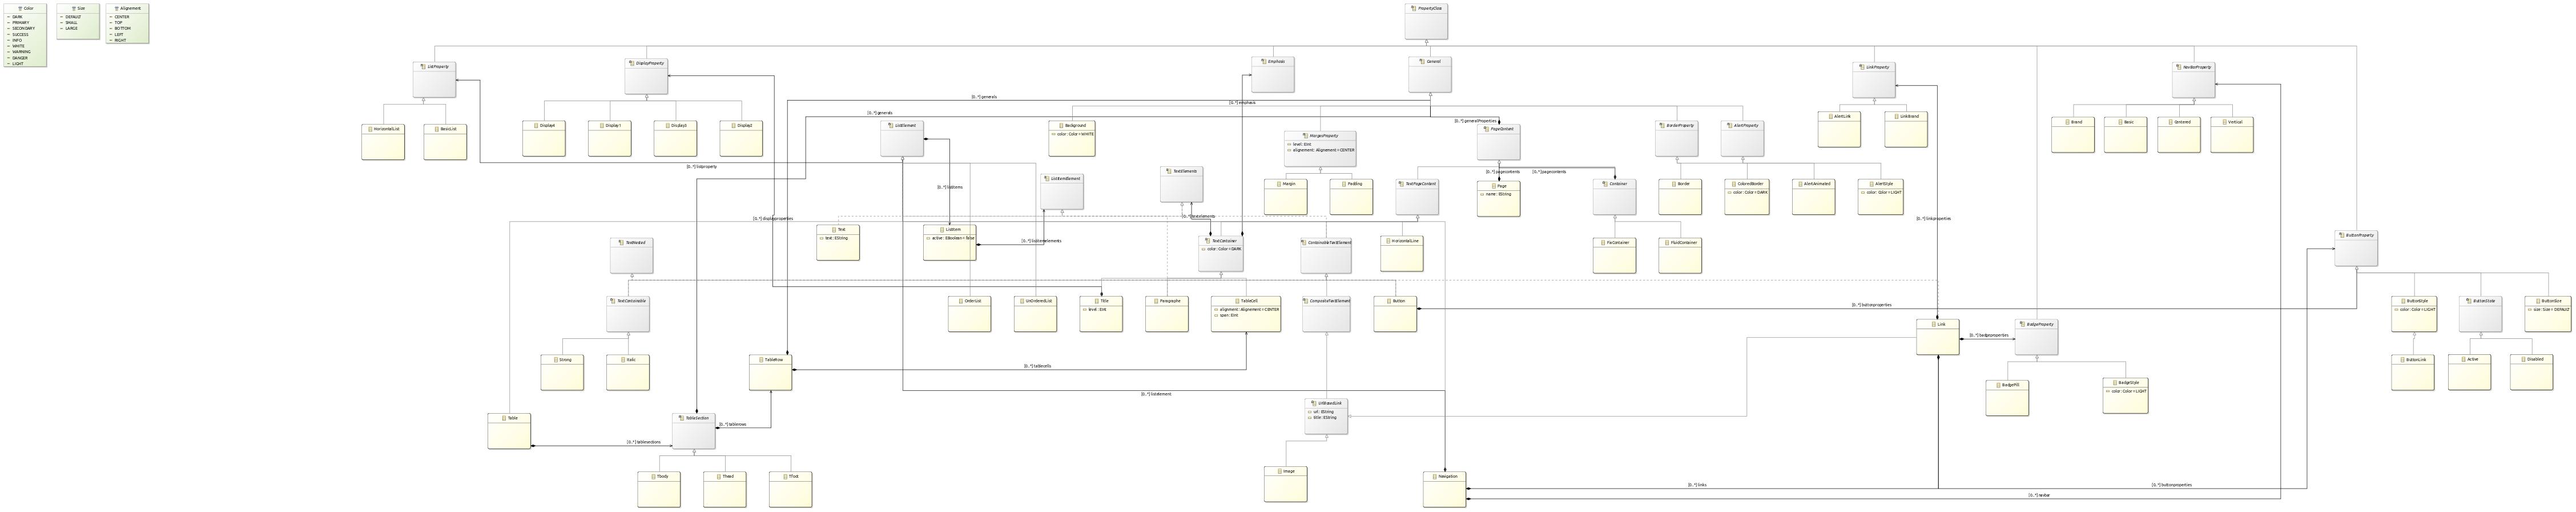 Color
DARK
PRIMARY
SECONDARY
SUCCESS
INFO
WHITE
WARNING
DANGER
LIGHT
Size
DEFAULT
SMALL
LARGE
Alignement
CENTER
TOP
BOTTOM
LEFT
RIGHT
PropertyClass
ListProperty
DisplayProperty
Emphasis
General
LinkProperty
NavBarProperty
HorizontalList
BasicList
Display4
Display1
Display3
Display2
[0..*] generals
[0..*] emphasis
[0..*] generals
[0..*] generalProperties
ListElement
Background
color : Color = WHITE
MarginProperty
level : EInt
alignement : Alignement = CENTER
PageContent
BorderProperty
AlertProperty
AlertLink
LinkBrand
Brand
Basic
Centered
Vertical
[0..*] listproperty
[0..*] listitems
ListItemElement
TextElements
Margin
Padding
TextPageContent
[0..*] pagecontents
[0..*] pagecontents
Page
name : EString
Container
Border
ColoredBorder
color : Color = DARK
AlertAnimated
AlertStyle
color : Color = LIGHT
[0..*] displayproperties
[0..*] textelements
[0..*] linkproperties
Text
text : EString
ListItem
active : EBoolean = false
[0..*] listitemelements
TextContainer
color : Color = DARK
ContainableTextElement
HorizontalLine
FixContainer
FluidContainer
ButtonProperty
TextNeeded
TextContainable
OrderList
UnOrderedList
Title
level : EInt
Paragraphe
TableCell
alignment : Alignement = CENTER
span : EInt
CompositeTextElement
Button
[0..*] buttonproperties
ButtonStyle
color : Color = LIGHT
ButtonState
ButtonSize
size : Size = DEFAULT
Link
[0..*] badgeproperties
BadgeProperty
Strong
Italic
TableRow
[0..*] tablecells
ButtonLink
Active
Disabled
BadgePill
BadgeStyle
color : Color = LIGHT
[0..*] listelement
UrlBasedLink
url : EString
title : EString
Table
TableSection
[0..*] tablerows
[0..*] tablesections
Tbody
Thead
Tfoot
Image
Navigation
[0..*] links
[0..*] buttonproperties
[0..*] navbar